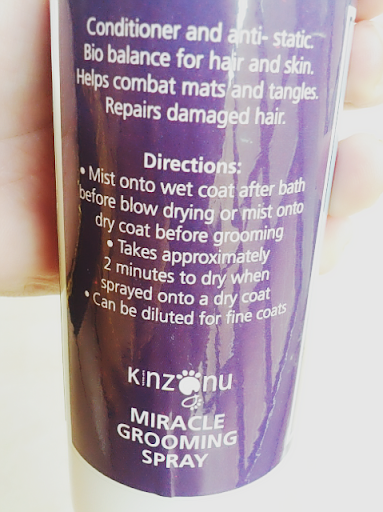 Conditioner and anti- static.
Bio balance for hair and skin.
Helps combat mats and tangles.
Repairs damaged hair.
Directions:
• Mist onto wet coat after bath
before blow drying or mist onto
dry coat before grooming
• Takes approximately
2 minutes to dry when
sprayed onto a dry coat
• Can be diluted for fine coats
Kinzonu
MIRACLE
GROOMING
SPRAY